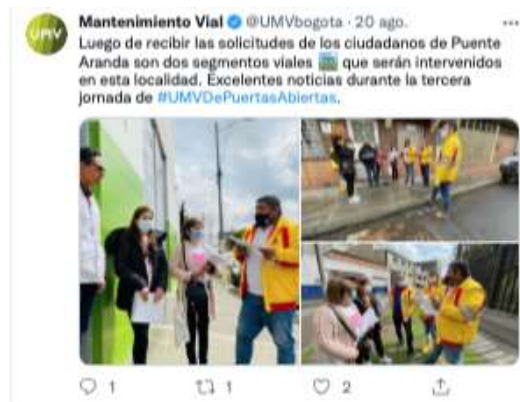 UMV
Mantenimiento Vial @UMVbogota · 20 ago.
Luego de recibir las solicitudes de los ciudadanos de Puente
Aranda son dos segmentos viales que serán intervenidos
en esta localidad. Excelentes noticias durante la tercera
jornada de #UMVDePuertasAbiertas.
1 1 2